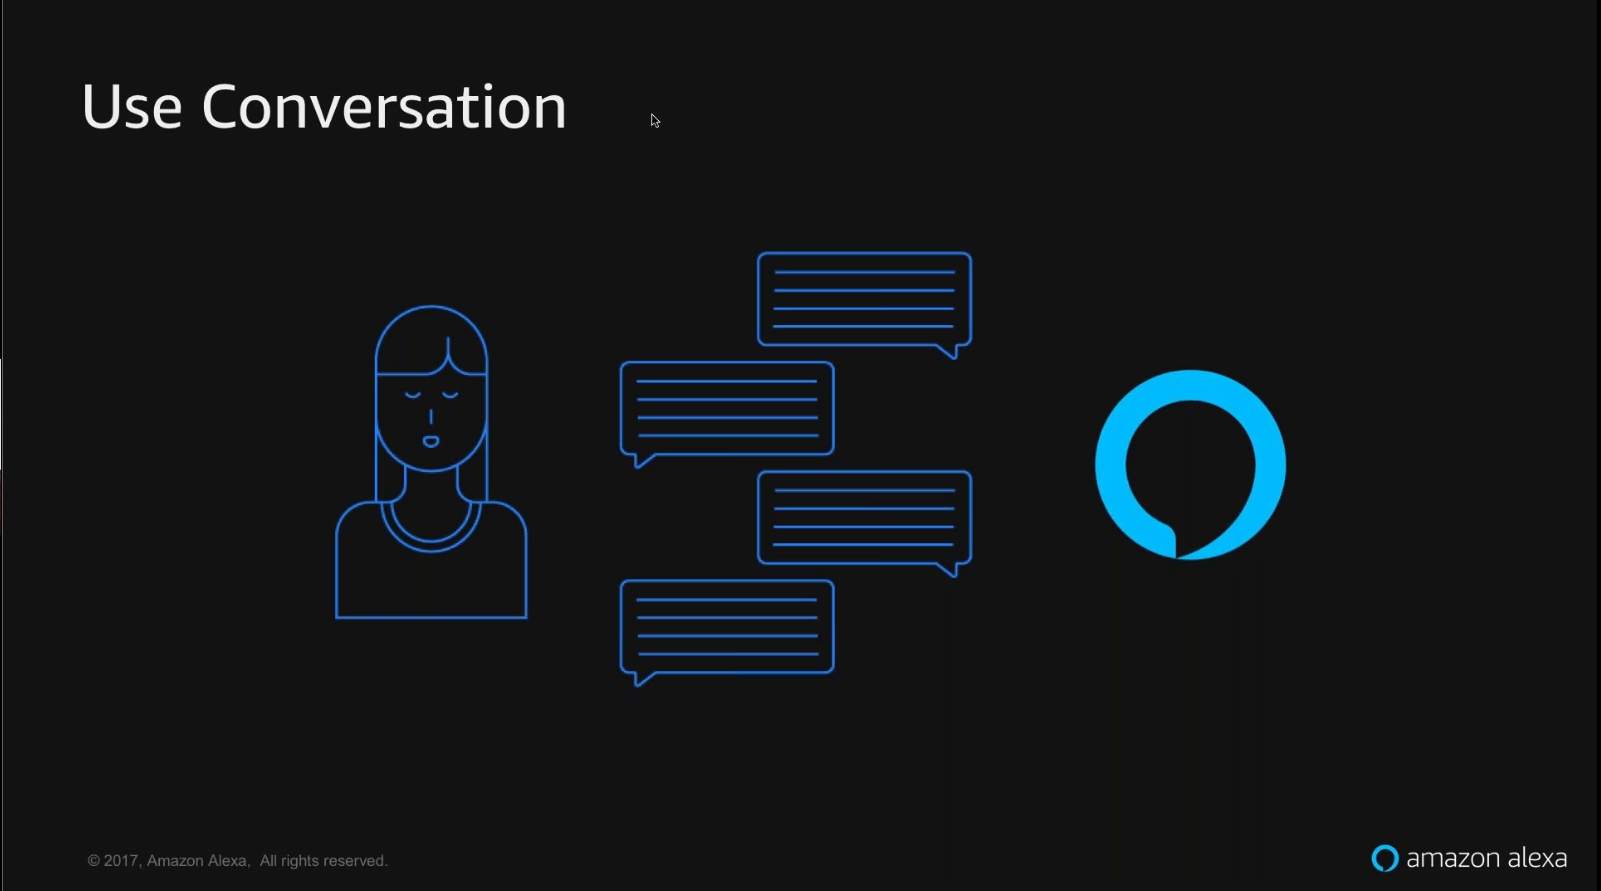 Use Conversation
© 2017, Amazon Alexa,  All rights reserved.
amazon alexa